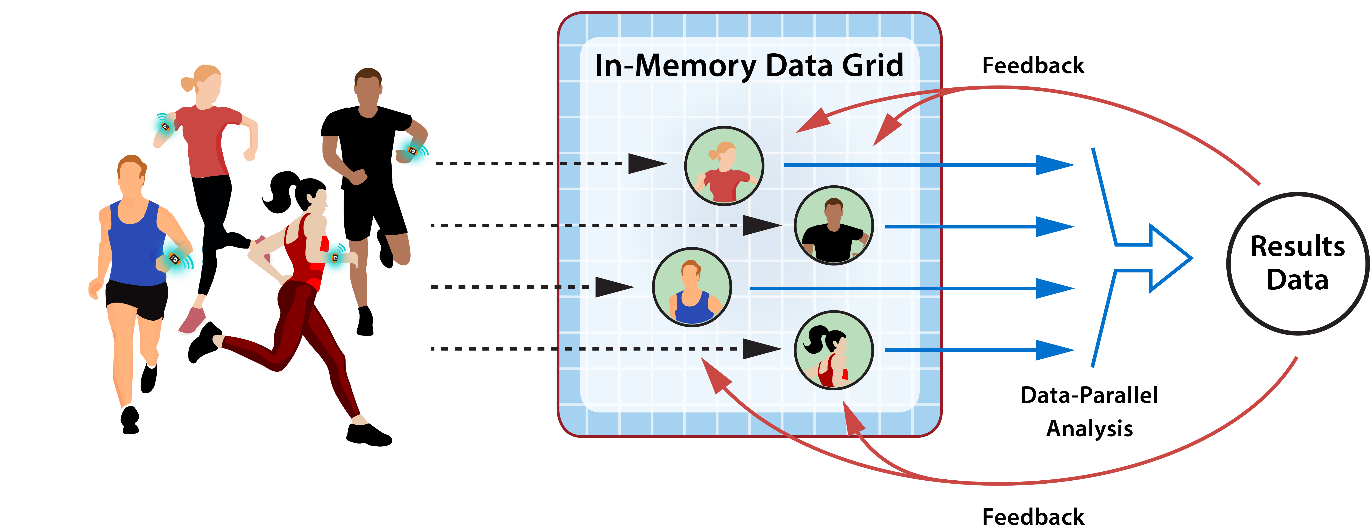 In-Memory Data Grid
Feedback
Results
Data
Data-Parallel
Analysis
Feedback